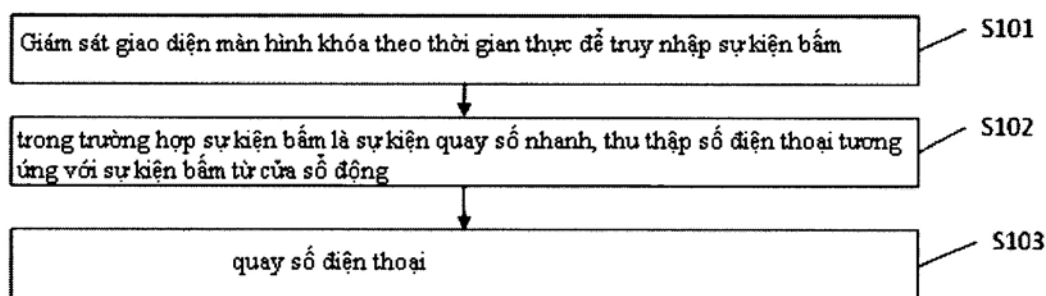 Giám sát giao diện màn hình khóa theo thời gian thực để truy nhập sự kiện bấm
S101
trong trường hợp sự kiện bấm là sự kiện quay số nhanh, thu thập số điện thoại tương
ứng với sự kiện bấm từ cửa sổ động
S102
quay số điện thoại
S103